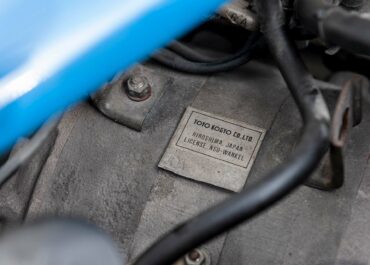 TOYO KOGYO CO.,LTD.
HIROSHIMA, JAPAN
LICENSE. NSU-WANKEL